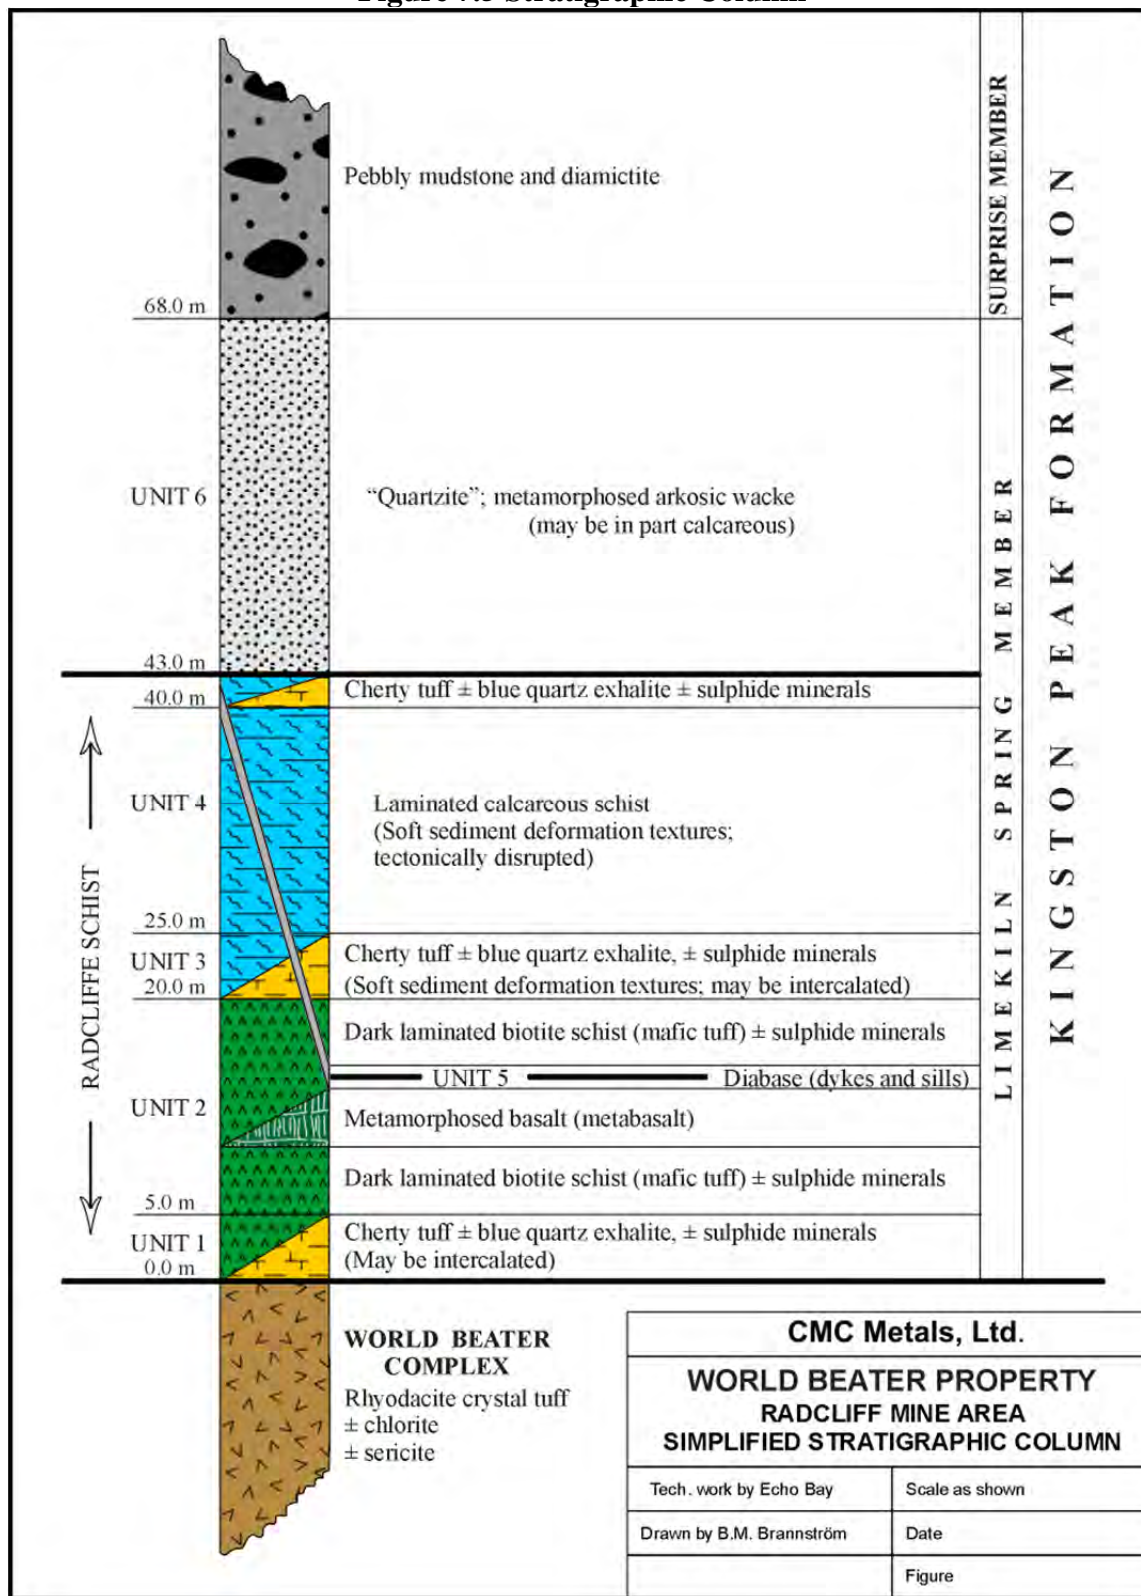 Figure 7.3 Stratigraphic Column
Pebbly mudstone and diamictite
SURPRISE MEMBER
KINGSTON PEAK FORMATION
68.0 m
UNIT 6
“Quartzite”; metamorphosed arkosic wacke
(may be in part calcareous)
LIMEKILN SPRING MEMBER
43.0 m
Cherty tuff ± blue quartz exhalite ± sulphide minerals
40.0 m
RADCLIFFE SCHIST
UNIT 4
Laminated calcareous schist
(Soft sediment deformation textures;
tectonically disrupted)
25.0 m
UNIT 3
Cherty tuff ± blue quartz exhalite, ± sulphide minerals
(Soft sediment deformation textures; may be intercalated)
20.0 m
Dark laminated biotite schist (mafic tuff) ± sulphide minerals
UNIT 5 Diabase (dykes and sills)
UNIT 2
Metamorphosed basalt (metabasalt)
Dark laminated biotite schist (mafic tuff) ± sulphide minerals
5.0 m
UNIT 1
Cherty tuff ± blue quartz exhalite, ± sulphide minerals
(May be intercalated)
0.0 m
WORLD BEATER
COMPLEX
Rhyodacite crystal tuff
± chlorite
± sericite
CMC Metals, Ltd.
WORLD BEATER PROPERTY
RADCLIFF MINE AREA
SIMPLIFIED STRATIGRAPHIC COLUMN
Tech. work by Echo Bay
Scale as shown
Drawn by B.M. Brannström
Date
Figure